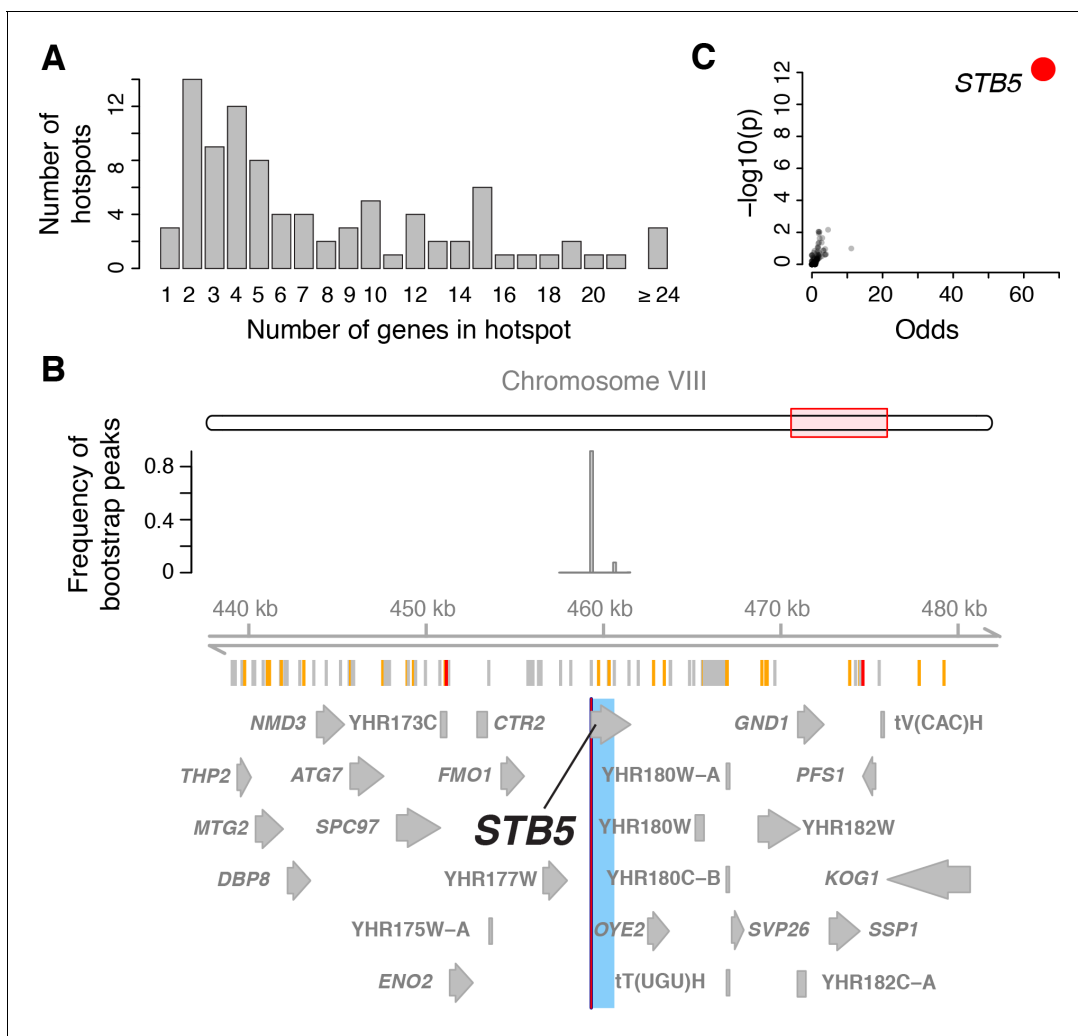 A
Number of
hotspots
0
4
8
12
1 2 3 4 5 6 7 8 9 10 12 14 16 18 20 ≥ 24
Number of genes in hotspot
C
−log10(p)
0
2
4
6
8
10
12
STB5
0 20 40 60
Odds
B
Chromosome VIII
Frequency of
bootstrap peaks
0.8
0.4
0
440 kb 450 kb 460 kb 470 kb 480 kb
NMD3 YHR173C CTR2 GND1 tV(CAC)H
THP2 ATG7 FMO1 YHR180W−A PFS1
MTG2 SPC97 STB5 YHR180W YHR182W
DBP8 YHR177W YHR180C−B KOG1
YHR175W−A OYE2 SVP26 SSP1
ENO2 tT(UGU)H YHR182C−A